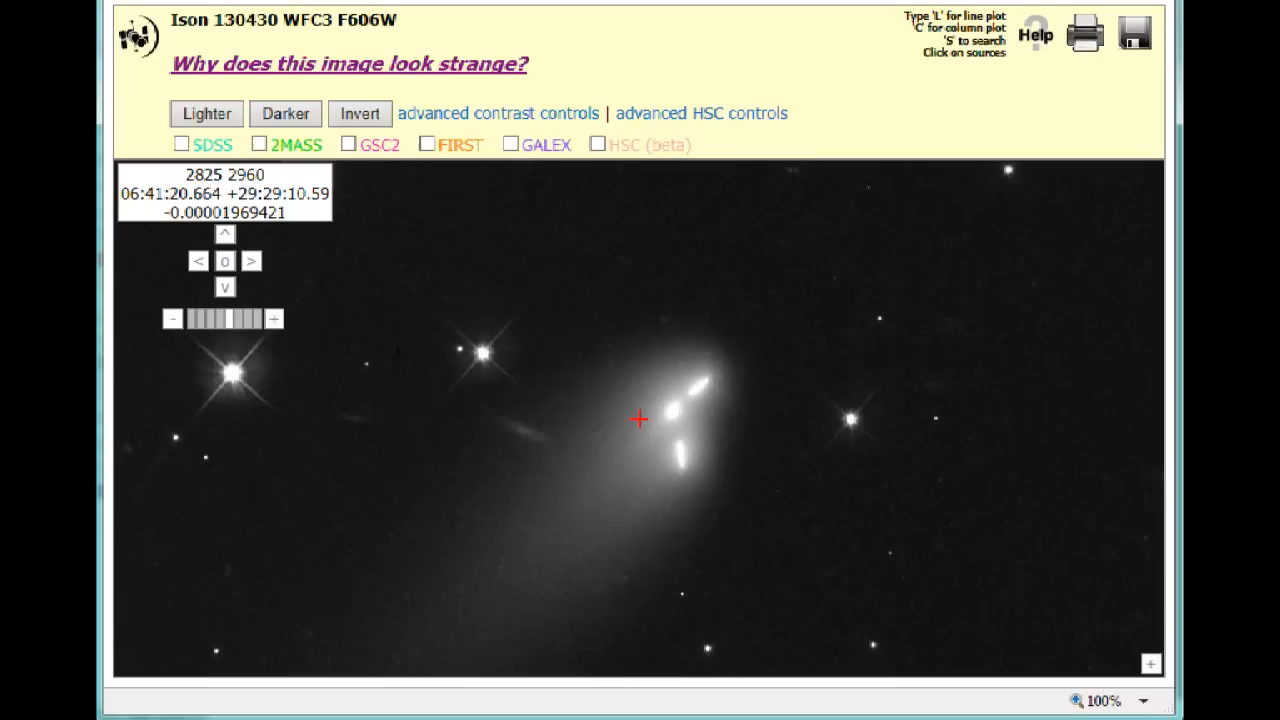 Ison 130430 WFC3 F606W
Why does this image look strange?
Type 'L' for line plot
'C' for column plot
'S' to search
Click on sources
Help
Lighter Darker Invert advanced contrast controls | advanced HSC controls
SDSS 2MASS GSC2 FIRST GALEX HSC (beta)
2825 2960
06:41:20.664 +29:29:10.59
-0.00001969421
^
< o >
v
- +
+
100%